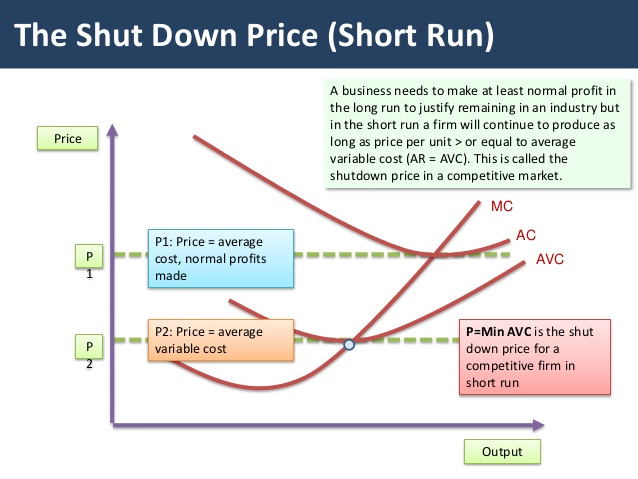 The Shut Down Price (Short Run)
A business needs to make at least normal profit in
the long run to justify remaining in an industry but
in the short run a firm will continue to produce as
long as price per unit > or equal to average
variable cost (AR = AVC). This is called the
shutdown price in a competitive market.
Price
MC
AC
AVC
P
1
P1: Price = average
cost, normal profits
made
P
2
P2: Price = average
variable cost
P=Min AVC is the shut
down price for a
competitive firm in
short run
Output